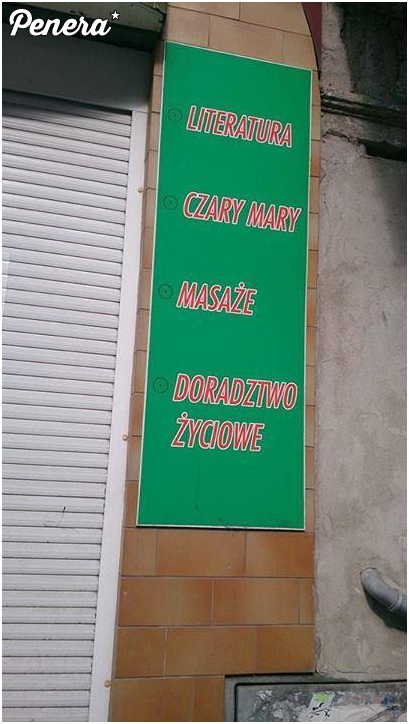 Penera*
LITERATURA
CZARY MARY
MASAŻE
DORADZTWO
ŻYCIOWE